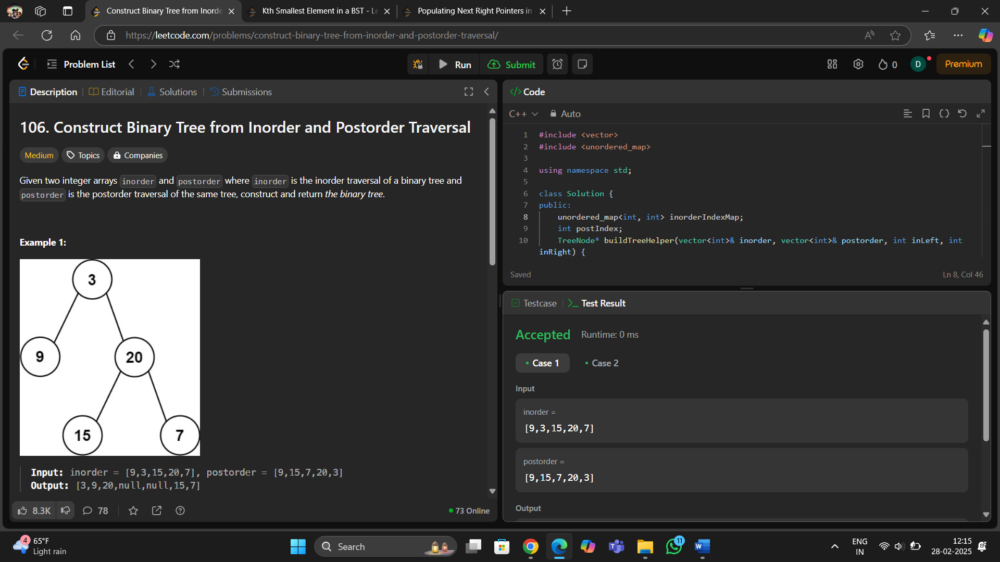 Construct Binary Tree from Inorde
Kth Smallest Element in a BST - Le
Populating Next Right Pointers in
https://leetcode.com/problems/construct-binary-tree-from-inorder-and-postorder-traversal/
Problem List
Run
Submit
0
D
Premium
Description
Editorial
Solutions
Submissions
106. Construct Binary Tree from Inorder and Postorder Traversal
Medium
Topics
Companies
Given two integer arrays inorder and postorder where inorder is the inorder traversal of a binary tree and
postorder is the postorder traversal of the same tree, construct and return the binary tree.
Example 1:
3
9
20
15
7
Input: inorder = [9,3,15,20,7], postorder = [9,15,7,20,3]
Output: [3,9,20,null,null,15,7]
8.3K
78
73 Online
</> Code
C++
Auto
1 #include <vector>
2 #include <unordered_map>
3
4 using namespace std;
5
6 class Solution {
7 public:
8 unordered_map<int, int> inorderIndexMap;
9 int postIndex;
10 TreeNode* buildTreeHelper(vector<int>& inorder, vector<int>& postorder, int inLeft, int
inRight) {
Saved
Ln 8, Col 46
Testcase
Test Result
Accepted
Runtime: 0 ms
Case 1
Case 2
Input
inorder =
[9,3,15,20,7]
postorder =
[9,15,7,20,3]
Output
4
65°F
Light rain
Search
11
ENG
IN
12:15
28-02-2025